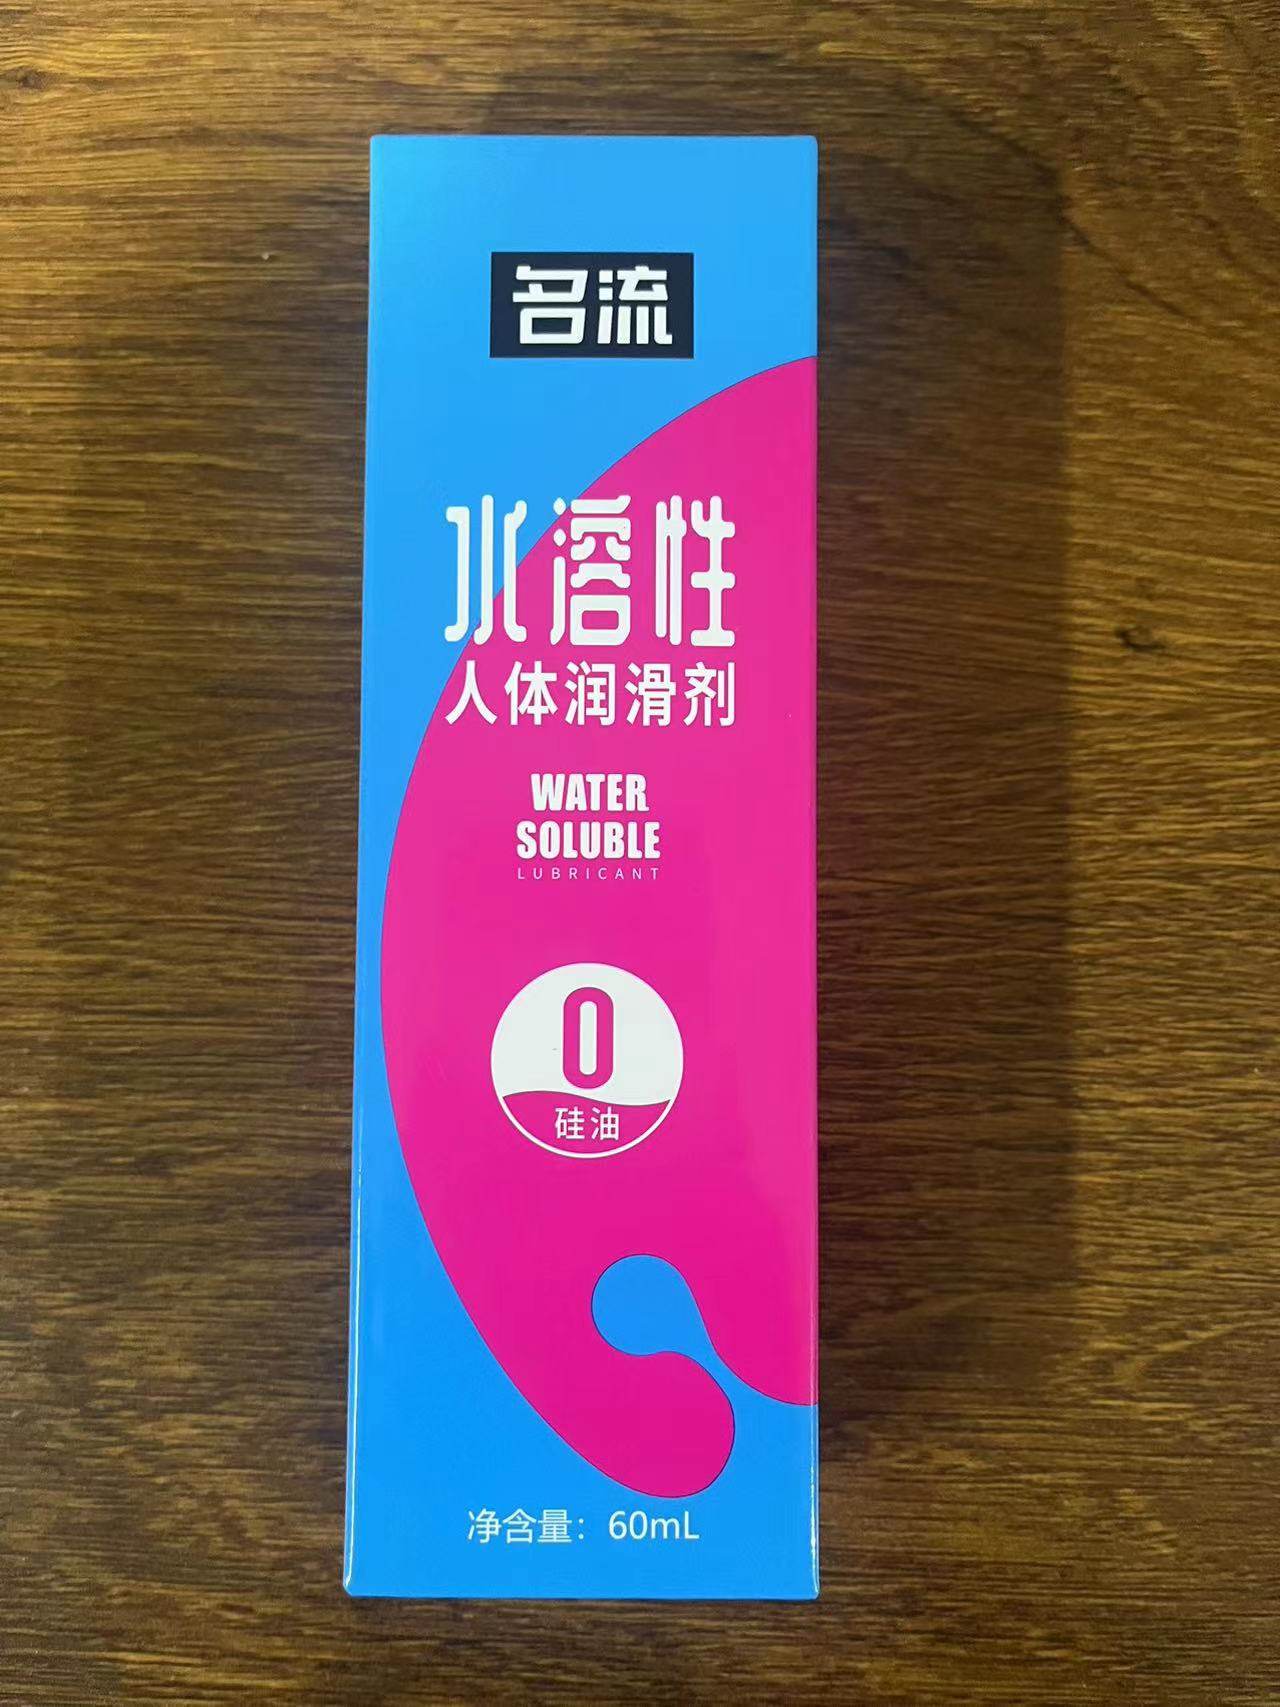 名流
水溶性
人体润滑剂
WATER
SOLUBLE
LUBRICANT
0
硅油
净含量：60mL